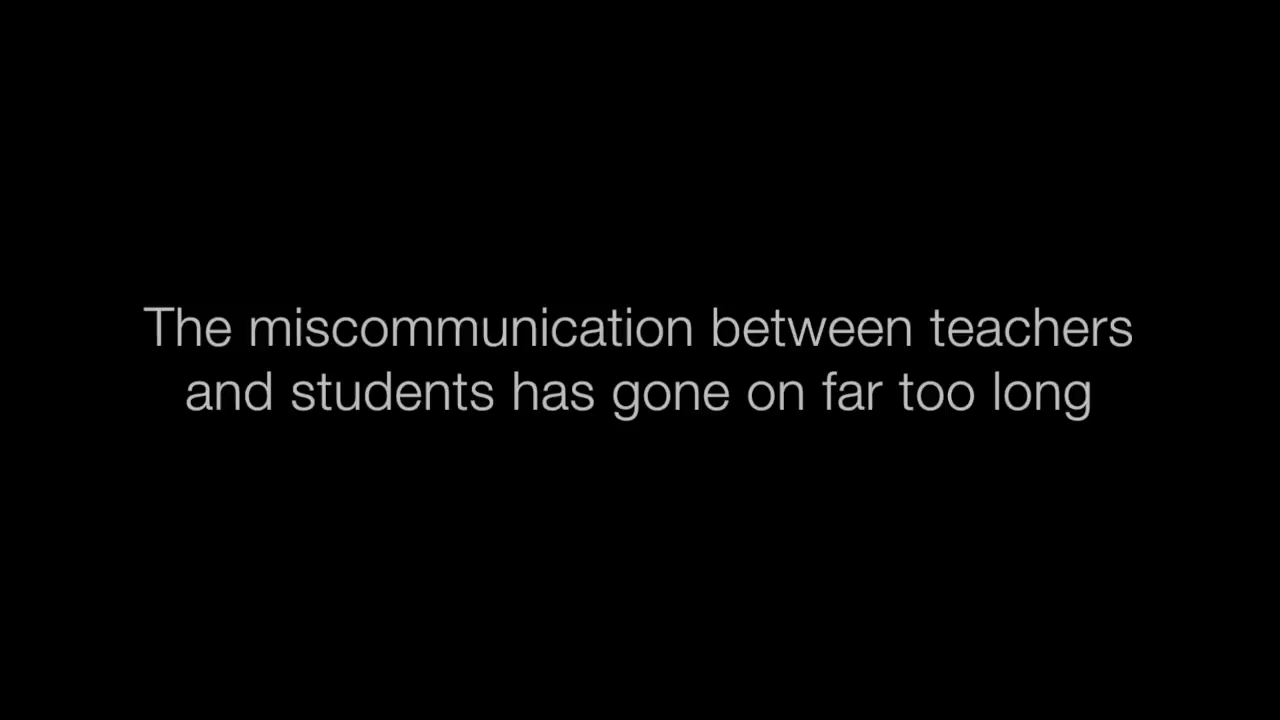 The miscommunication between teachers
and students has gone on far too long